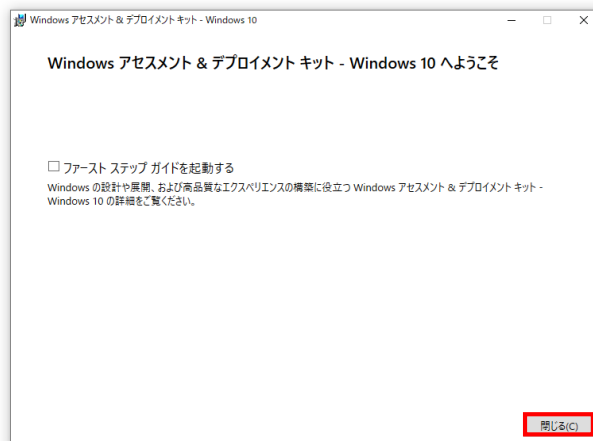 Windows アセスメント & デプロイメント キット - Windows 10
Windows アセスメント & デプロイメント キット - Windows 10 へようこそ
ファースト ステップ ガイドを起動する
Windows の設計や展開、および高品質なエクスペリエンスの構築に役立つ Windows アセスメント & デプロイメント キット -
Windows 10 の詳細をご覧ください。
閉じる(C)